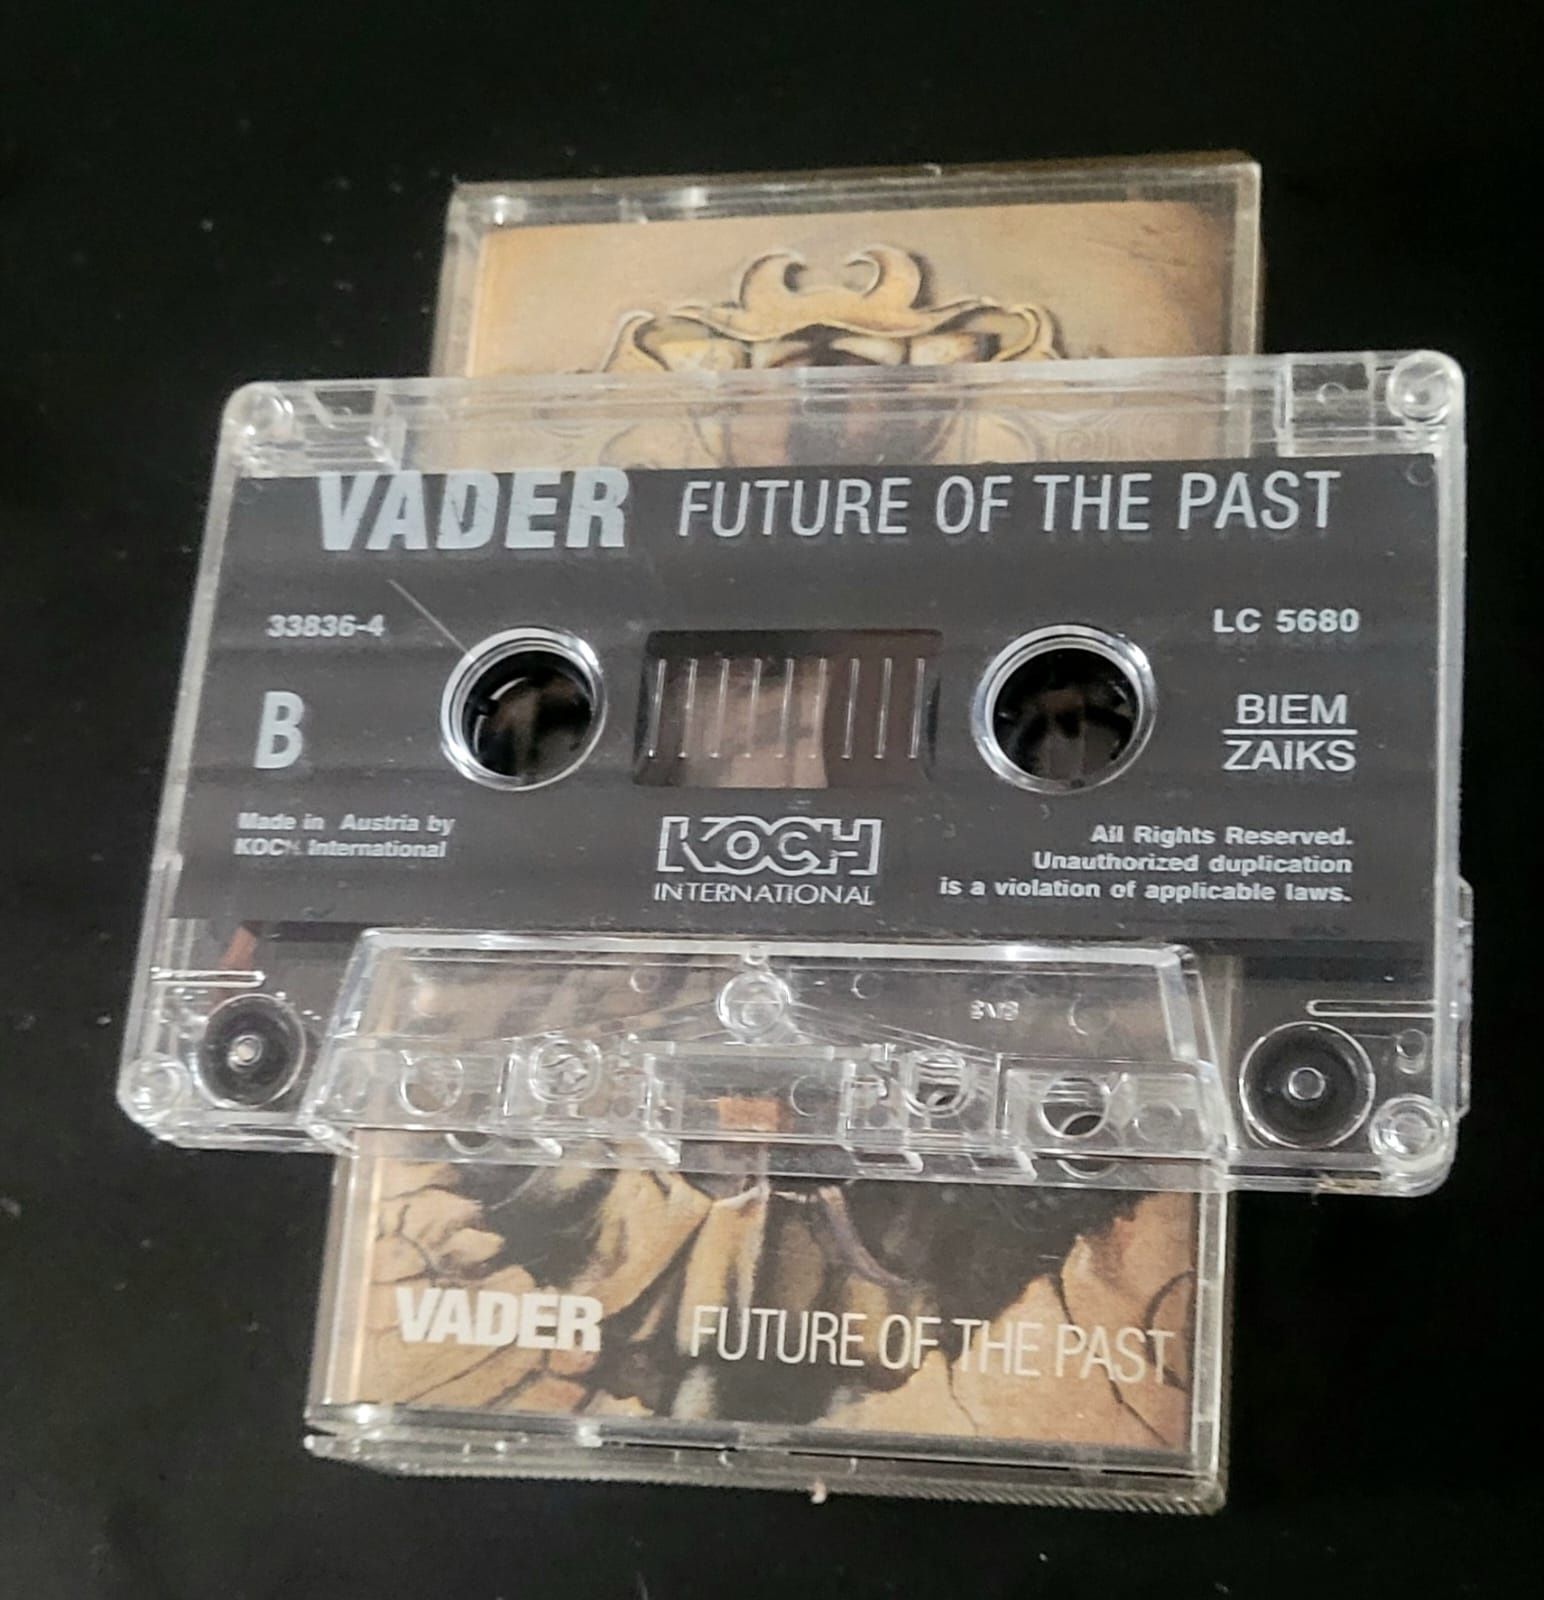 VADER FUTURE OF THE PAST
33836-4
LC 5680
B
BIEM
ZAIKS
Made in Austria by
KOCH International
KOCH
INTERNATIONAL
All Rights Reserved.
Unauthorized duplication
is a violation of applicable laws.
VADER FUTURE OF THE PAST